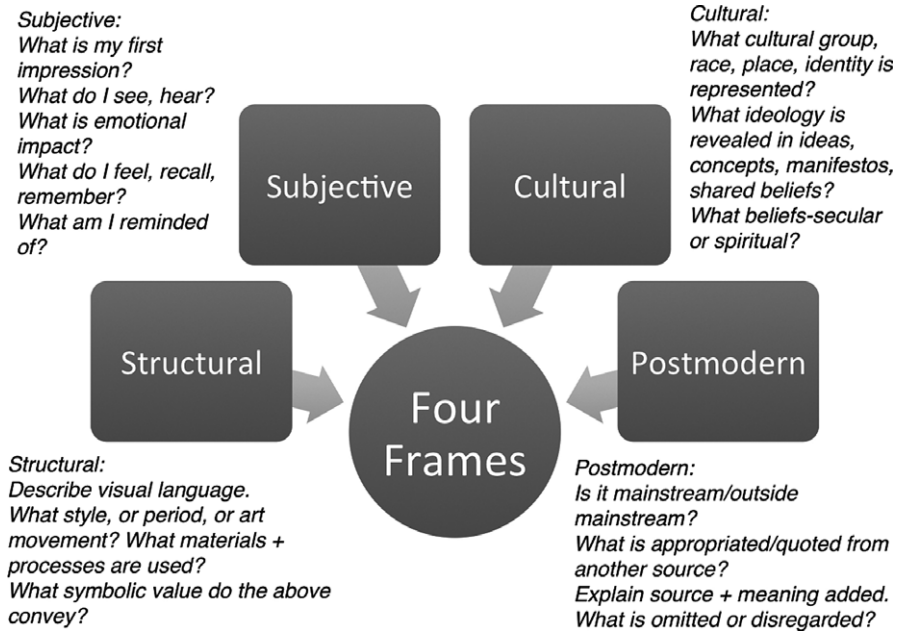 Subjective:
What is my first
impression?
What do I see, hear?
What is emotional
impact?
What do I feel, recall,
remember?
What am I reminded
of?
Cultural:
What cultural group,
race, place, identity is
represented?
What ideology is
revealed in ideas,
concepts, manifestos,
shared beliefs?
What beliefs-secular
or spiritual?
Subjective
Cultural
Structural
Postmodern
Four
Frames
Structural:
Describe visual language.
What style, or period, or art
movement? What materials +
processes are used?
What symbolic value do the above
convey?
Postmodern:
Is it mainstream/outside
mainstream?
What is appropriated/quoted from
another source?
Explain source + meaning added.
What is omitted or disregarded?